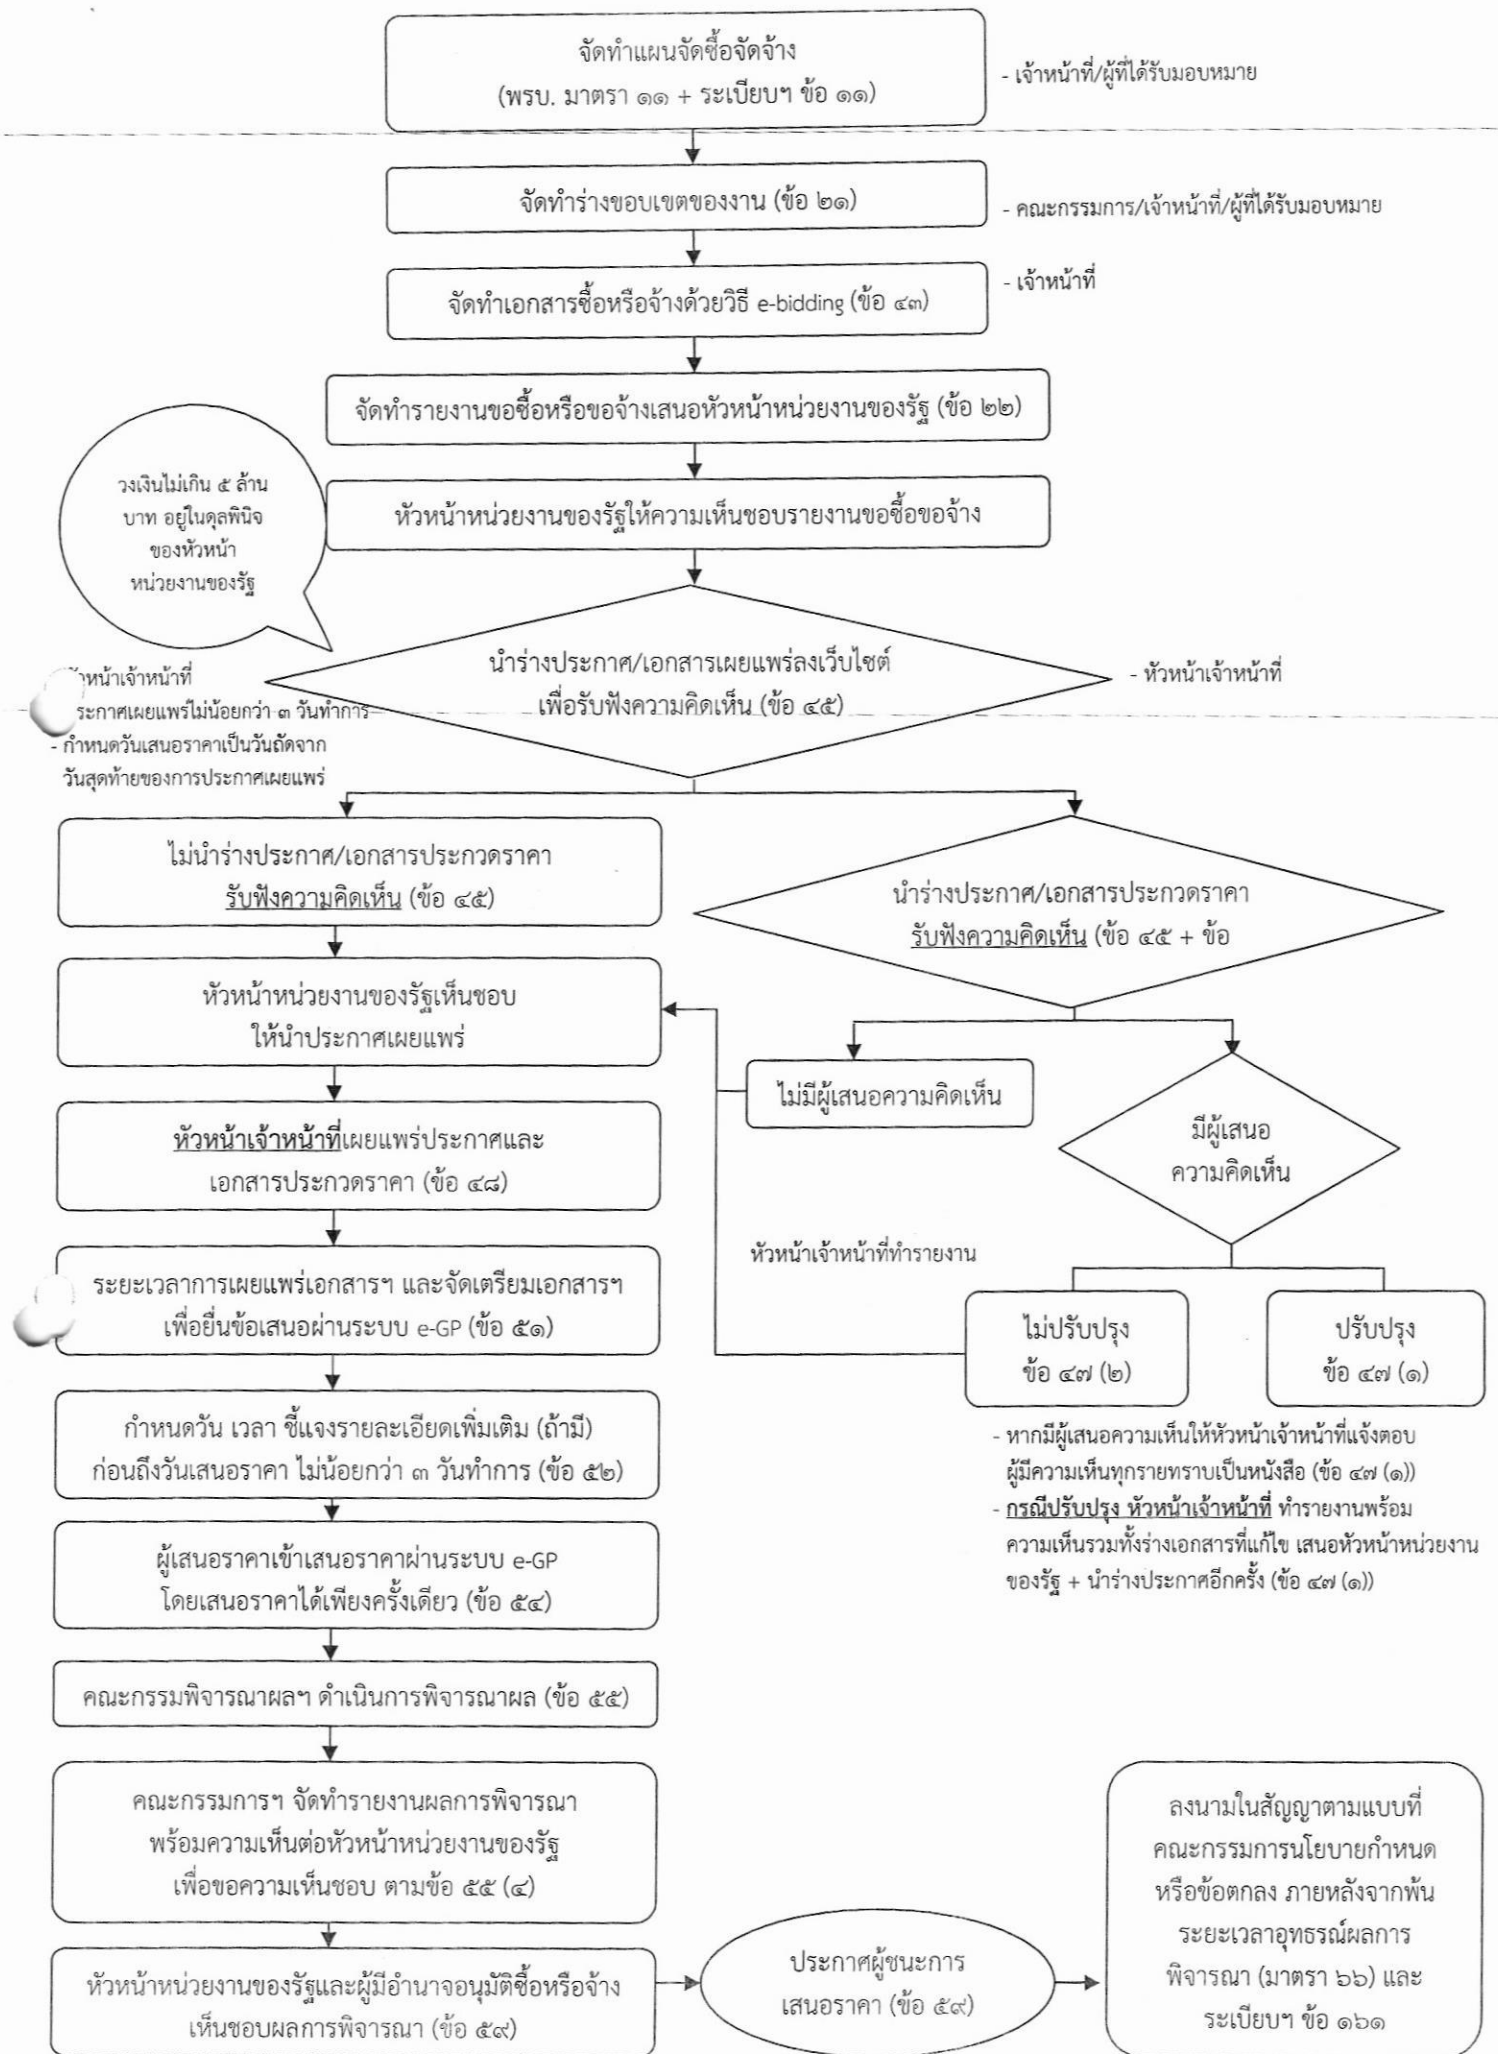 จัดทำแผนจัดซื้อจัดจ้าง
(พรบ. มาตรา ๑๑ + ระเบียบฯ ข้อ ๑๑)
- เจ้าหน้าที่/ผู้ที่ได้รับมอบหมาย
จัดทำร่างขอบเขตของงาน (ข้อ ๒๑)
- คณะกรรมการ/เจ้าหน้าที่/ผู้ที่ได้รับมอบหมาย
จัดทำเอกสารซื้อหรือจ้างด้วยวิธี e-bidding (ข้อ ๔๓)
- เจ้าหน้าที่
จัดทำรายงานขอซื้อหรือขอจ้างเสนอหัวหน้าหน่วยงานของรัฐ (ข้อ ๒๒)
วงเงินไม่เกิน ๕ ล้าน
บาท อยู่ในดุลพินิจ
ของหัวหน้า
หน่วยงานของรัฐ
หัวหน้าหน่วยงานของรัฐให้ความเห็นชอบรายงานขอซื้อขอจ้าง
นำร่างประกาศ/เอกสารเผยแพร่ลงเว็บไซต์
เพื่อรับฟังความคิดเห็น (ข้อ ๔๕)
- หัวหน้าเจ้าหน้าที่
หน้าเจ้าหน้าที่
ระกาศเผยแพร่ไม่น้อยกว่า ๓ วันทำการ
- กำหนดวันเสนอราคาเป็นวันถัดจาก
วันสุดท้ายของการประกาศเผยแพร่
ไม่นำร่างประกาศ/เอกสารประกวดราคา
รับฟังความคิดเห็น (ข้อ ๔๕)
นำร่างประกาศ/เอกสารประกวดราคา
รับฟังความคิดเห็น (ข้อ ๔๕ + ข้อ
หัวหน้าหน่วยงานของรัฐเห็นชอบ
ให้นำประกาศเผยแพร่
ไม่มีผู้เสนอความคิดเห็น
มีผู้เสนอ
ความคิดเห็น
หัวหน้าเจ้าหน้าที่เผยแพร่ประกาศและ
เอกสารประกวดราคา (ข้อ ๔๘)
หัวหน้าเจ้าหน้าที่ทำรายงาน
ระยะเวลาการเผยแพร่เอกสารฯ และจัดเตรียมเอกสารฯ
เพื่อยื่นข้อเสนอผ่านระบบ e-GP (ข้อ ๕๑)
ไม่ปรับปรุง
ข้อ ๔๗ (๒)
ปรับปรุง
ข้อ ๔๗ (๑)
กำหนดวัน เวลา ชี้แจงรายละเอียดเพิ่มเติม (ถ้ามี)
ก่อนถึงวันเสนอราคา ไม่น้อยกว่า ๓ วันทำการ (ข้อ ๕๒)
- หากมีผู้เสนอความเห็นให้หัวหน้าเจ้าหน้าที่แจ้งตอบ
ผู้มีความเห็นทุกรายทราบเป็นหนังสือ (ข้อ ๔๗ (๑))
- กรณีปรับปรุง หัวหน้าเจ้าหน้าที่ ทำรายงานพร้อม
ความเห็นรวมทั้งร่างเอกสารที่แก้ไข เสนอหัวหน้าหน่วยงาน
ของรัฐ + นำร่างประกาศอีกครั้ง (ข้อ ๔๗ (๑))
ผู้เสนอราคาเข้าเสนอราคาผ่านระบบ e-GP
โดยเสนอราคาได้เพียงครั้งเดียว (ข้อ ๕๔)
คณะกรรมพิจารณาผลฯ ดำเนินการพิจารณาผล (ข้อ ๕๕)
คณะกรรมการฯ จัดทำรายงานผลการพิจารณา
พร้อมความเห็นต่อหัวหน้าหน่วยงานของรัฐ
เพื่อขอความเห็นชอบ ตามข้อ ๕๕ (๔)
หัวหน้าหน่วยงานของรัฐและผู้มีอำนาจอนุมัติซื้อหรือจ้าง
เห็นชอบผลการพิจารณา (ข้อ ๕๙)
ประกาศผู้ชนะการ
เสนอราคา (ข้อ ๕๙)
ลงนามในสัญญาตามแบบที่
คณะกรรมการนโยบายกำหนด
หรือข้อตกลง ภายหลังจากพ้น
ระยะเวลาอุทธรณ์ผลการ
พิจารณา (มาตรา ๖๖) และ
ระเบียบฯ ข้อ ๑๖๑